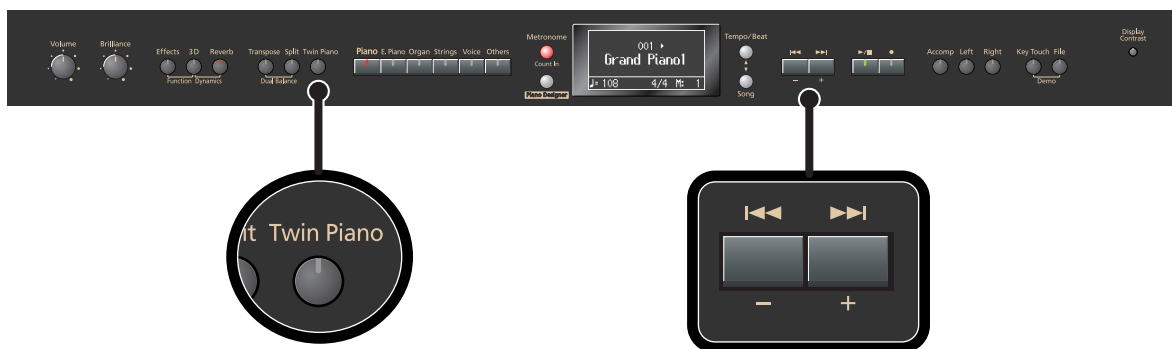 Volume
Brilliance
Effects 3D Reverb
Function Dynamics
Transpose Split Twin Piano
Dual Balance
Piano E. Piano Organ Strings Voice Others
Metronome
Count In
Piano Designer
001 ▸
Grand Piano1
♩= 108 4/4 M: 1
Tempo/Beat
▲
▼
Song
I◀◀ ▶▶I
− +
▶/■ ●
Accomp Left Right
Key Touch File
Demo
Display
Contrast
it Twin Piano
I◀◀ ▶▶I
− +